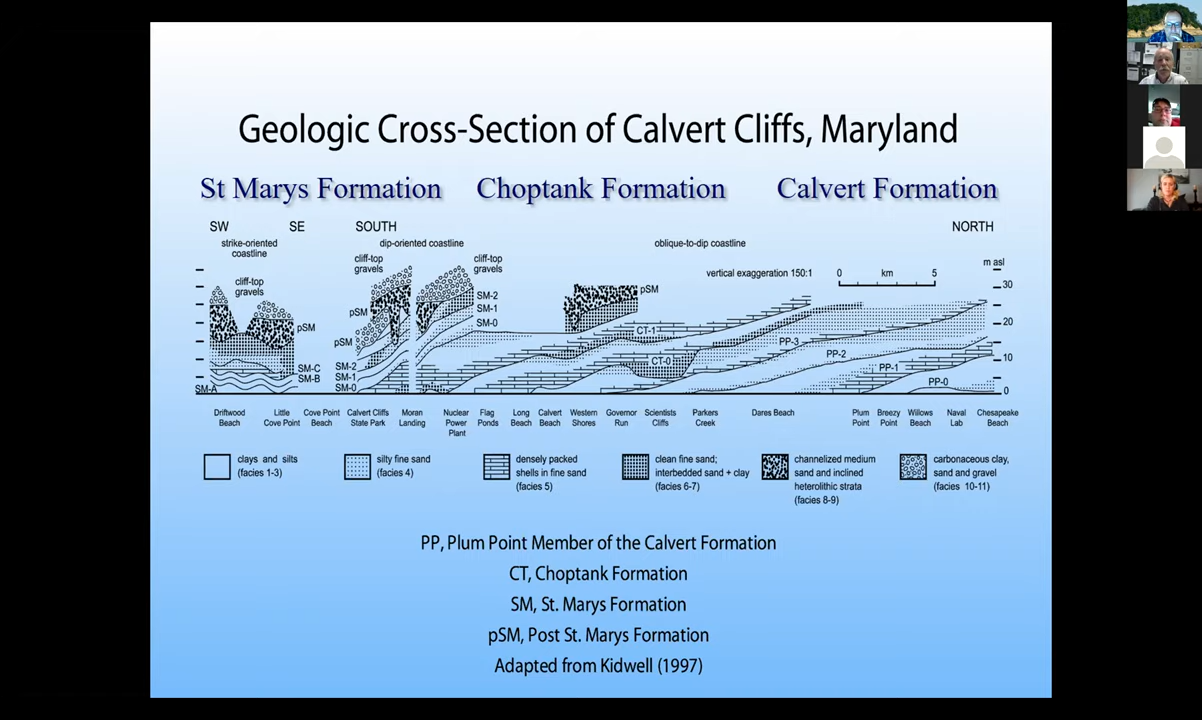 Geologic Cross-Section of Calvert Cliffs, Maryland
St Marys Formation
Choptank Formation
Calvert Formation
SW
SE
SOUTH
NORTH
strike-oriented
coastline
dip-oriented coastline
oblique-to-dip coastline
cliff-top
gravels
cliff-top
gravels
cliff-top
gravels
vertical exaggeration 150:1
0
km
5
m asl
30
20
10
0
pSM
SM-C
SM-B
SM-A
pSM
pSM
SM-2
SM-1
SM-0
SM-2
SM-1
SM-0
pSM
CT-1
CT-0
PP-3
PP-2
PP-1
PP-0
Driftwood
Beach
Little
Cove Point
Cove Point
Beach
Calvert Cliffs
State Park
Moran
Landing
Nuclear
Power
Plant
Flag
Ponds
Long
Beach
Calvert
Beach
Western
Shores
Governor
Run
Scientists
Cliffs
Parkers
Creek
Dares Beach
Plum
Point
Breezy
Point
Willows
Beach
Naval
Lab
Chesapeake
Beach
clays and silts
(facies 1-3)
silty fine sand
(facies 4)
densely packed
shells in fine sand
(facies 5)
clean fine sand;
interbedded sand + clay
(facies 6-7)
channelized medium
sand and inclined
heterolithic strata
(facies 8-9)
carbonaceous clay,
sand and gravel
(facies 10-11)
PP, Plum Point Member of the Calvert Formation
CT, Choptank Formation
SM, St. Marys Formation
pSM, Post St. Marys Formation
Adapted from Kidwell (1997)